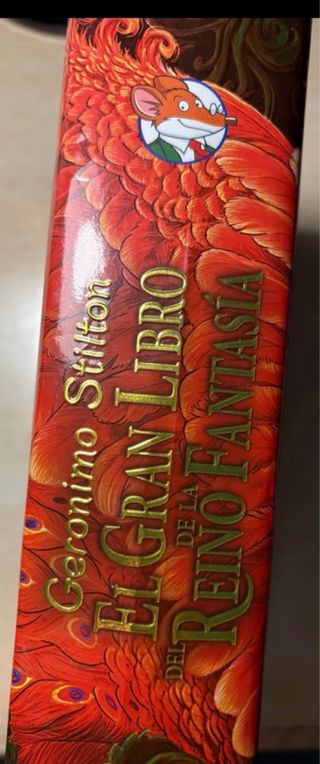 Geronimo Stilton
EL GRAN LIBRO
DEL REINO DE LA FANTASÍA